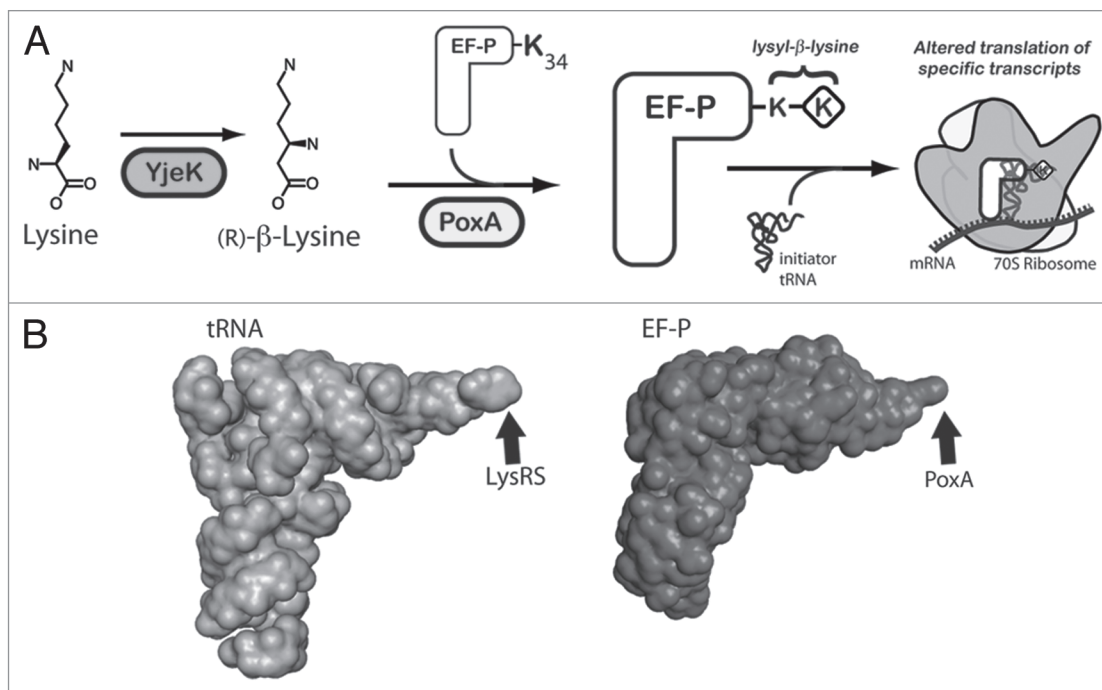 A
N
N
O
O
Lysine
YjeK
N
N
O
O
(R)-β-Lysine
EF-P
K
34
PoxA
lysyl-β-lysine
EF-P
K
K
initiator
tRNA
Altered translation of
specific transcripts
K
mRNA
70S Ribosome
B
tRNA
LysRS
EF-P
PoxA